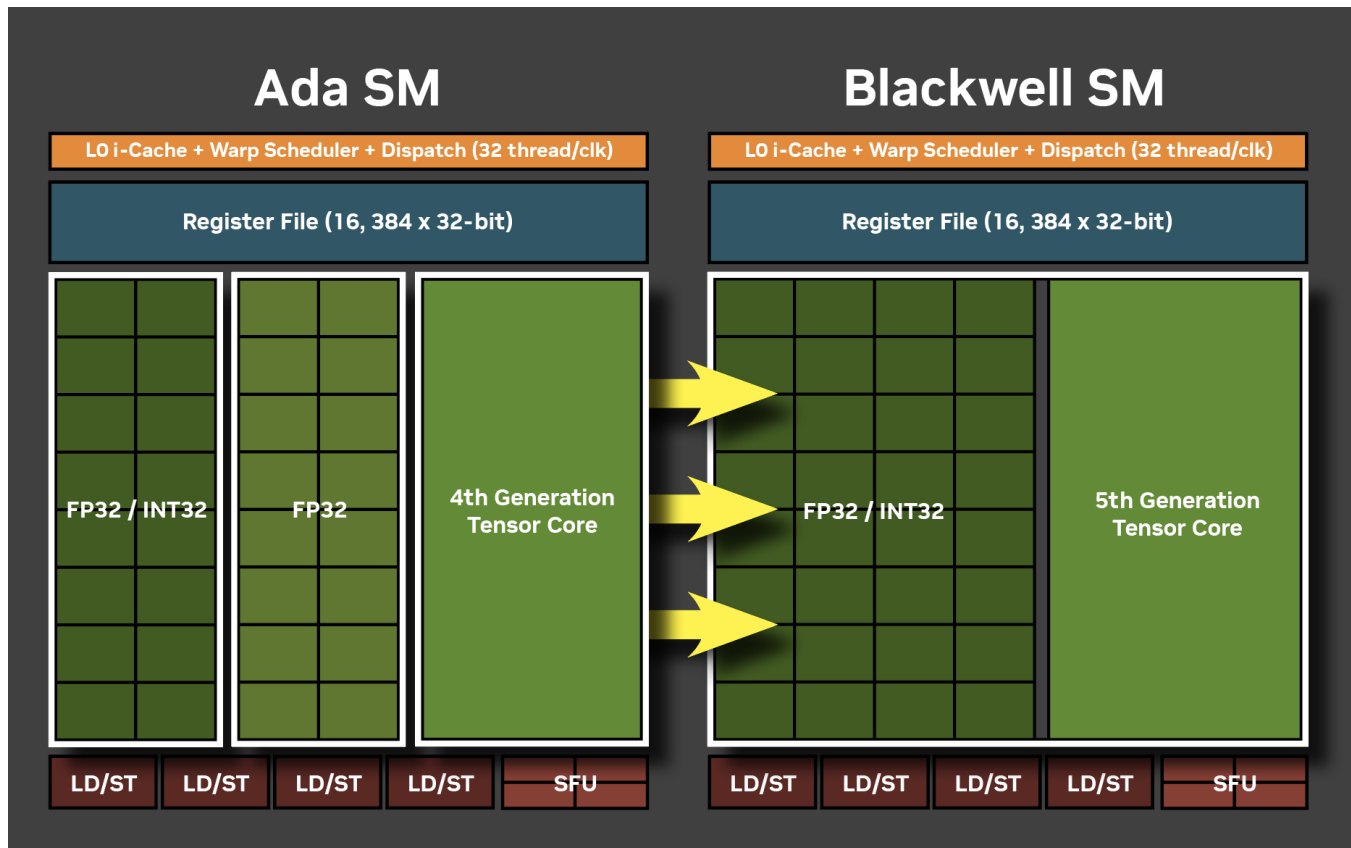 Ada SM
L0 i-Cache + Warp Scheduler + Dispatch (32 thread/clk)
Register File (16, 384 x 32-bit)
FP32 / INT32
FP32
4th Generation
Tensor Core
LD/ST
LD/ST
LD/ST
LD/ST
SFU
Blackwell SM
L0 i-Cache + Warp Scheduler + Dispatch (32 thread/clk)
Register File (16, 384 x 32-bit)
FP32 / INT32
5th Generation
Tensor Core
LD/ST
LD/ST
LD/ST
LD/ST
SFU